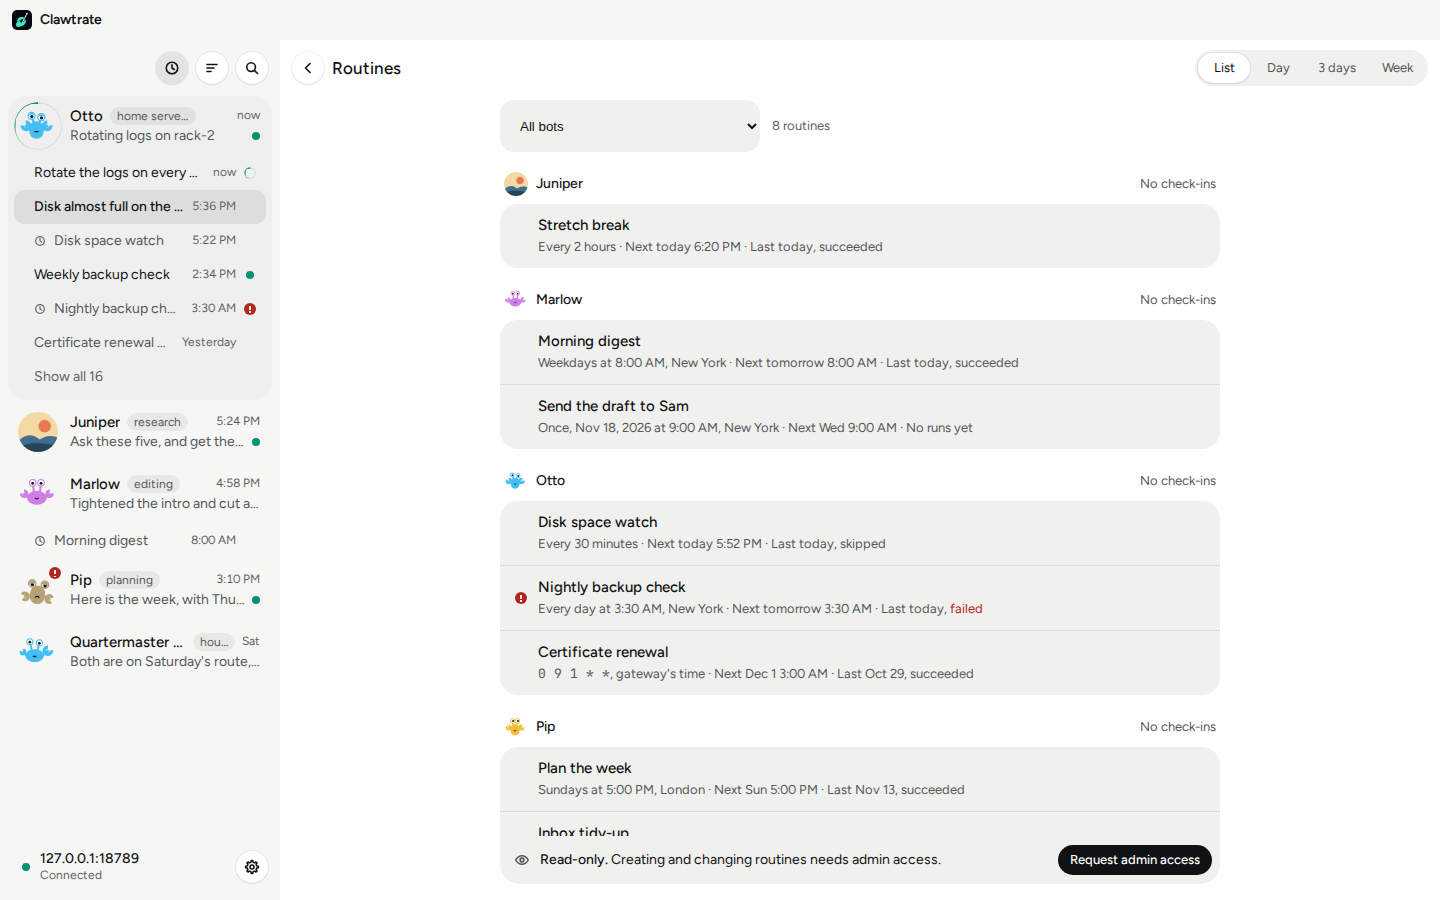 Clawtrate
Otto home serve... now
Rotating logs on rack-2
Rotate the logs on every ... now
Disk almost full on the ... 5:36 PM
Disk space watch 5:22 PM
Weekly backup check 2:34 PM
Nightly backup ch... 3:30 AM
Certificate renewal ... Yesterday
Show all 16
Juniper research 5:24 PM
Ask these five, and get the...
Marlow editing 4:58 PM
Tightened the intro and cut a...
Morning digest 8:00 AM
Pip planning 3:10 PM
Here is the week, with Thu...
Quartermaster ... hou... Sat
Both are on Saturday's route,...
127.0.0.1:18789
Connected
Routines
List Day 3 days Week
All bots 8 routines
Juniper No check-ins
Stretch break
Every 2 hours · Next today 6:20 PM · Last today, succeeded
Marlow No check-ins
Morning digest
Weekdays at 8:00 AM, New York · Next tomorrow 8:00 AM · Last today, succeeded
Send the draft to Sam
Once, Nov 18, 2026 at 9:00 AM, New York · Next Wed 9:00 AM · No runs yet
Otto No check-ins
Disk space watch
Every 30 minutes · Next today 5:52 PM · Last today, skipped
Nightly backup check
Every day at 3:30 AM, New York · Next tomorrow 3:30 AM · Last today, failed
Certificate renewal
0 9 1 * *, gateway's time · Next Dec 1 3:00 AM · Last Oct 29, succeeded
Pip No check-ins
Plan the week
Sundays at 5:00 PM, London · Next Sun 5:00 PM · Last Nov 13, succeeded
Inbox tidy-up
Read-only. Creating and changing routines needs admin access.
Request admin access